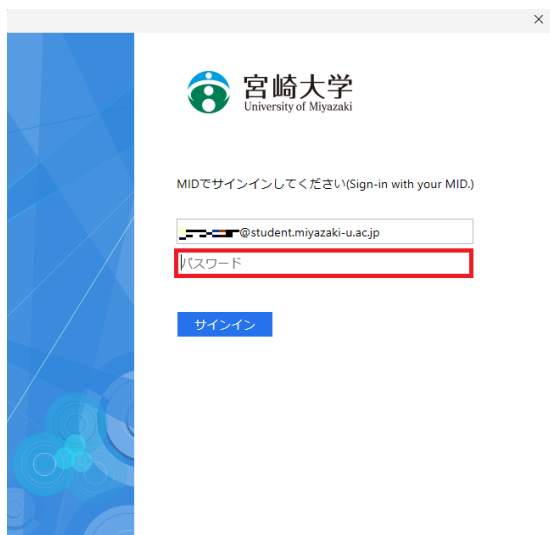 宮崎大学
University of Miyazaki
MIDでサインインしてください(Sign-in with your MID.)
@student.miyazaki-u.ac.jp
パスワード
サインイン